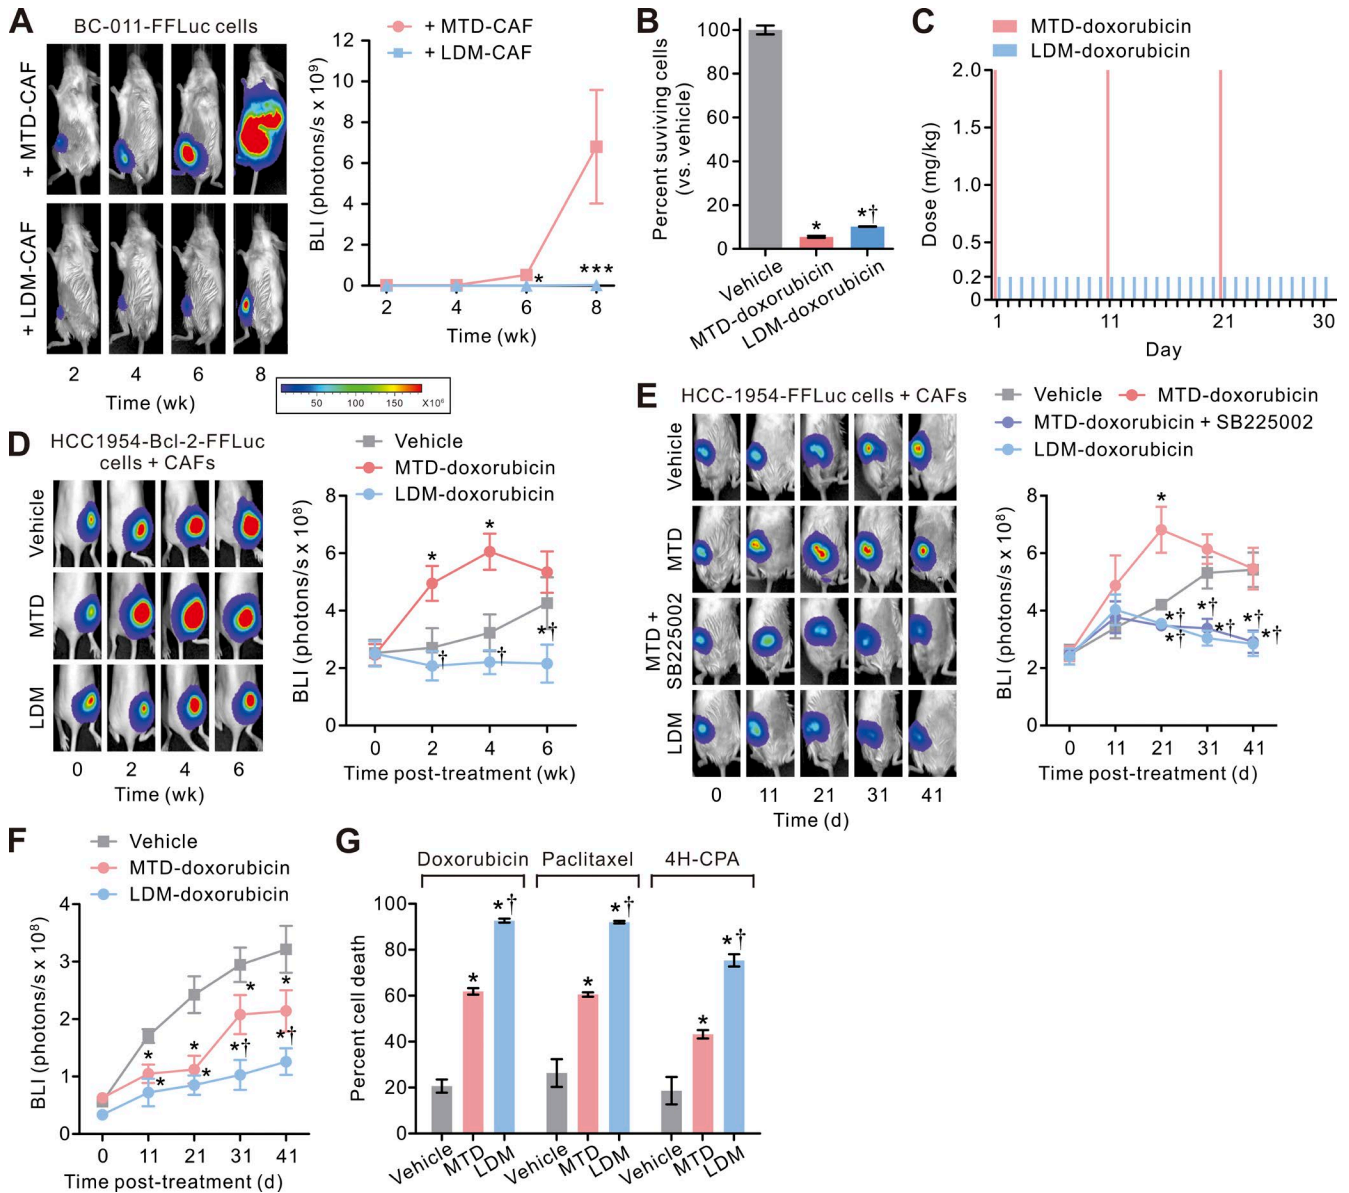 A
BC-011-FFLuc cells
+ MTD-CAF
+ LDM-CAF
2 4 6 8
Time (wk)
50 100 150 X10⁶
+ MTD-CAF
+ LDM-CAF
BLI (photons/s x 10⁹)
12
10
8
6
4
2
0
* ***
2 4 6 8
Time (wk)
B
Percent suviving cells
(vs. vehicle)
100
80
60
40
20
0
* *†
Vehicle
MTD-doxorubicin
LDM-doxorubicin
C
MTD-doxorubicin
LDM-doxorubicin
Dose (mg/kg)
2.0
1.5
1.0
0.5
0.2
0
1 11 21 30
Day
D
HCC1954-Bcl-2-FFLuc
cells + CAFs
Vehicle
MTD
LDM
0 2 4 6
Time (wk)
Vehicle
MTD-doxorubicin
LDM-doxorubicin
BLI (photons/s x 10⁸)
8
6
4
2
0
* *
† † *†
0 2 4 6
Time post-treatment (wk)
E
HCC-1954-FFLuc cells + CAFs
Vehicle
MTD
MTD +
SB225002
LDM
0 11 21 31 41
Time (d)
Vehicle
MTD-doxorubicin
MTD-doxorubicin + SB225002
LDM-doxorubicin
BLI (photons/s x 10⁸)
8
6
4
2
0
*
*† *† *†
*† *† *†
0 11 21 31 41
Time post-treatment (d)
F
Vehicle
MTD-doxorubicin
LDM-doxorubicin
BLI (photons/s x 10⁸)
4
3
2
1
0
* * * *
* * *† *†
0 11 21 31 41
Time post-treatment (d)
G
Doxorubicin Paclitaxel 4H-CPA
Percent cell death
100
80
60
40
20
0
* *† * *† * *†
Vehicle MTD LDM Vehicle MTD LDM Vehicle MTD LDM